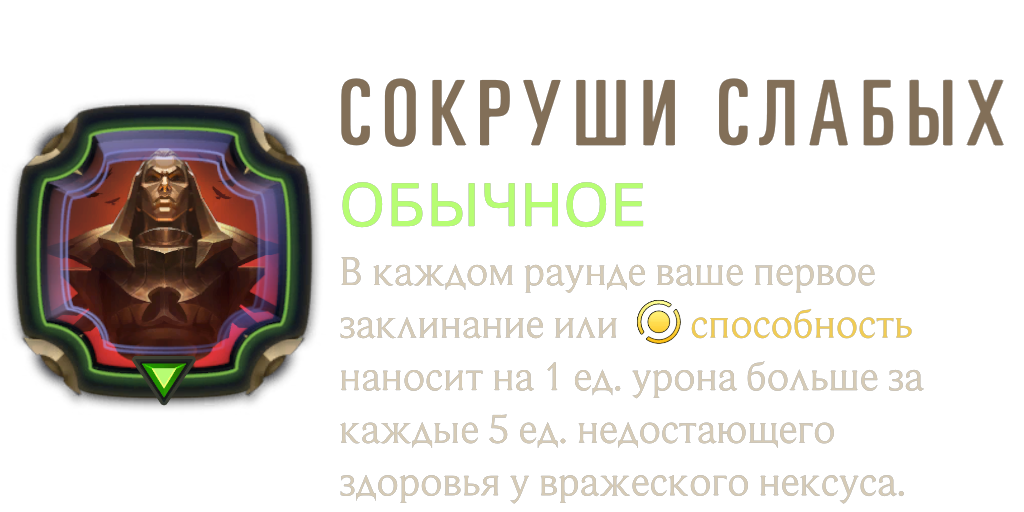 СОКРУШИ СЛАБЫХ
ОБЫЧНОЕ
В каждом раунде ваше первое
заклинание или способность
наносит на 1 ед. урона больше за
каждые 5 ед. недостающего
здоровья у вражеского нексуса.